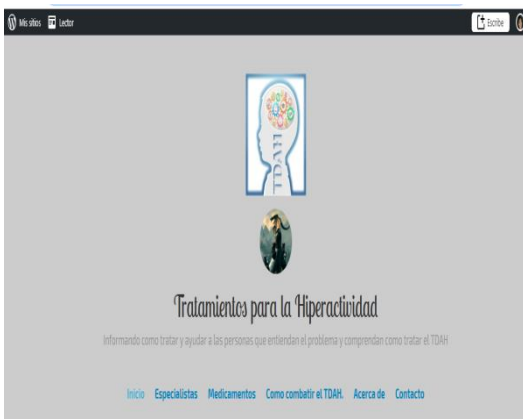 Mis sitios Lector Escribe
TDAH
Tratamientos para la Hiperactividad
Informando como tratar y ayudar a las personas que entiendan el problema y comprendan como tratar el TDAH
Inicio Especialistas Medicamentos Como combatir el TDAH. Acerca de Contacto